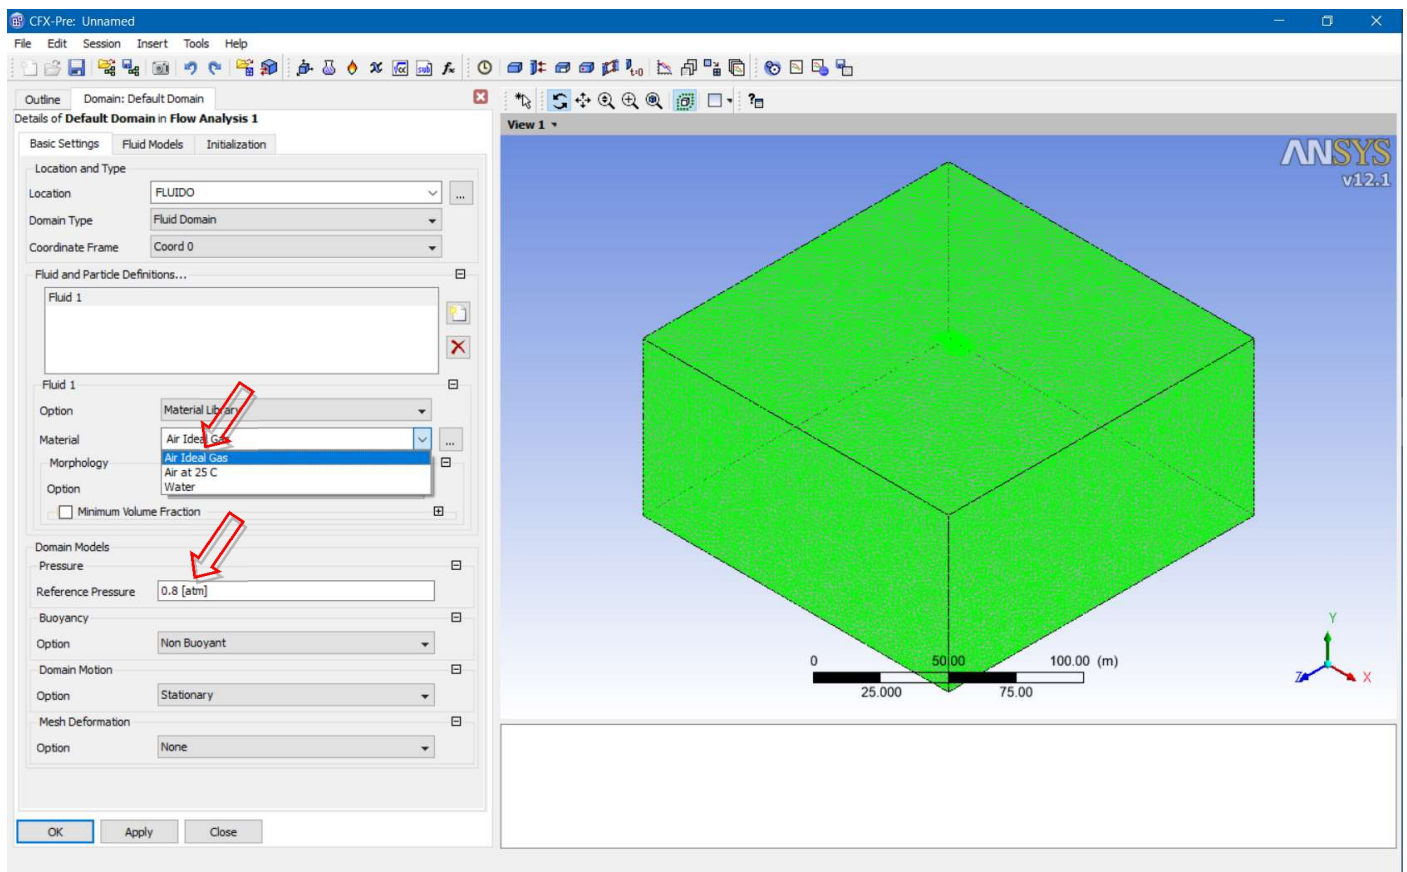 CFX-Pre: Unnamed
File Edit Session Insert Tools Help
Outline Domain: Default Domain
Details of Default Domain in Flow Analysis 1
Basic Settings Fluid Models Initialization
Location and Type
Location FLUIDO ...
Domain Type Fluid Domain
Coordinate Frame Coord 0
Fluid and Particle Definitions...
Fluid 1
Fluid 1
Option Material Library
Material Air Ideal Gas ...
Air Ideal Gas
Air at 25 C
Water
Morphology
Option
Minimum Volume Fraction
Domain Models
Pressure
Reference Pressure 0.8 [atm]
Buoyancy
Option Non Buoyant
Domain Motion
Option Stationary
Mesh Deformation
Option None
OK Apply Close
View 1
ANSYS
v12.1
0 50.00 100.00 (m)
25.000 75.00
Y
Z X